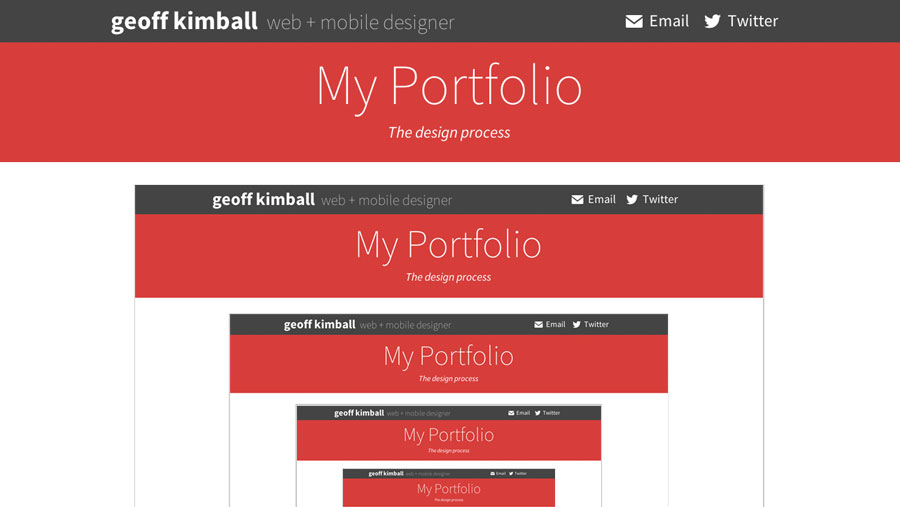 geoff kimball web + mobile designer Email Twitter
My Portfolio
The design process
geoff kimball web + mobile designer Email Twitter
My Portfolio
The design process
geoff kimball web + mobile designer Email Twitter
My Portfolio
The design process
geoff kimball web + mobile designer Email Twitter
My Portfolio
The design process
geoff kimball web + mobile designer Email Twitter
My Portfolio
The design process